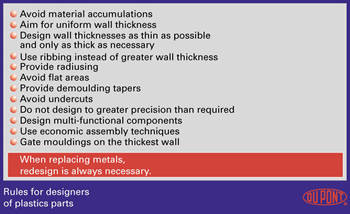 Avoid material accumulations
Aim for uniform wall thickness
Design wall thicknesses as thin as possible
and only as thick as necessary
Use ribbing instead of greater wall thickness
Provide radiusing
Avoid flat areas
Provide demoulding tapers
Avoid undercuts
Do not design to greater precision than required
Design multi-functional components
Use economic assembly techniques
Gate mouldings on the thickest wall
When replacing metals,
redesign is always necessary.
Rules for designers
of plastics parts
DUPONT